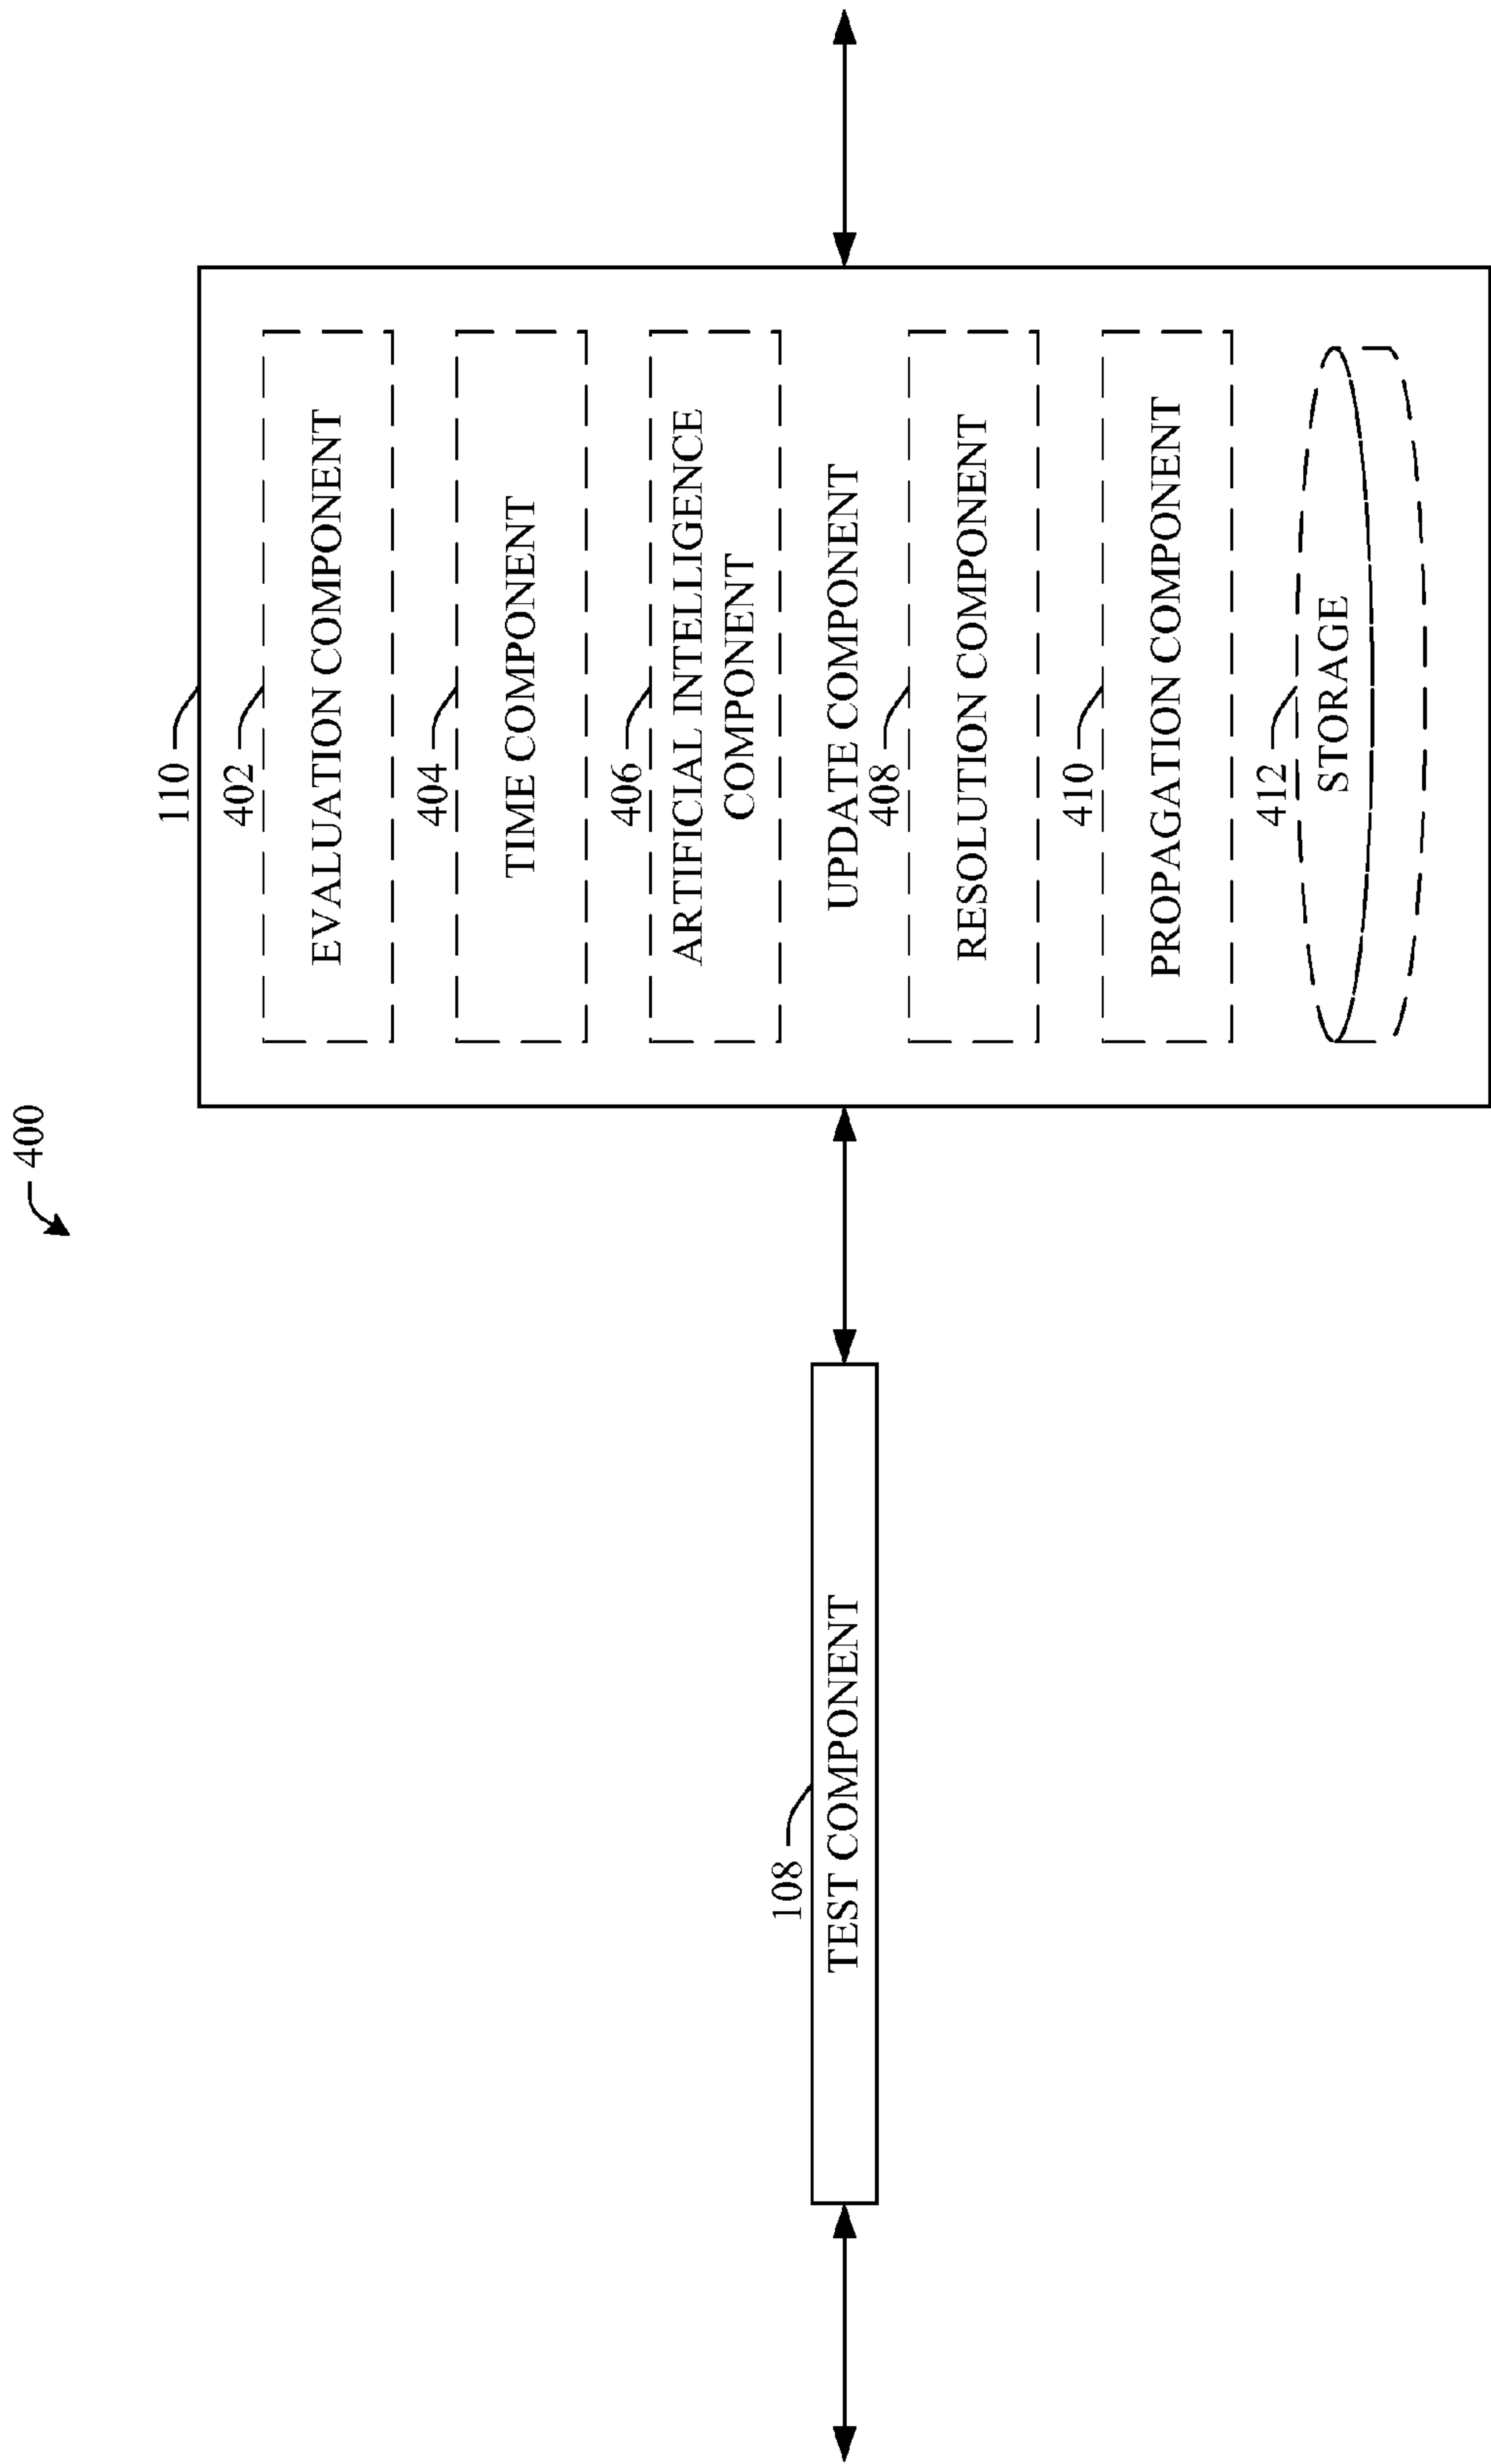 400
108
TEST COMPONENT
110
402
EVALUATION COMPONENT
404
TIME COMPONENT
406
ARTIFICIAL INTELLIGENCE
COMPONENT
UPDATE COMPONENT
408
RESOLUTION COMPONENT
410
PROPAGATION COMPONENT
412
STORAGE